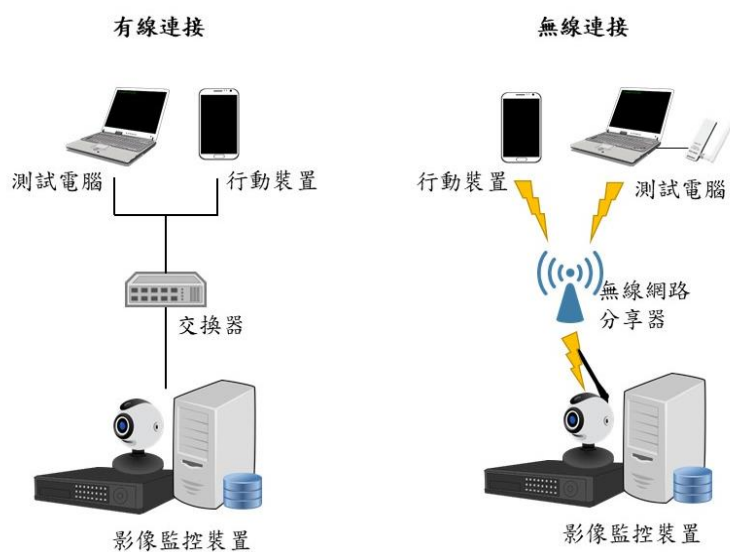 有線連接
無線連接
測試電腦
行動裝置
行動裝置
測試電腦
交換器
無線網路
分享器
影像監控裝置
影像監控裝置